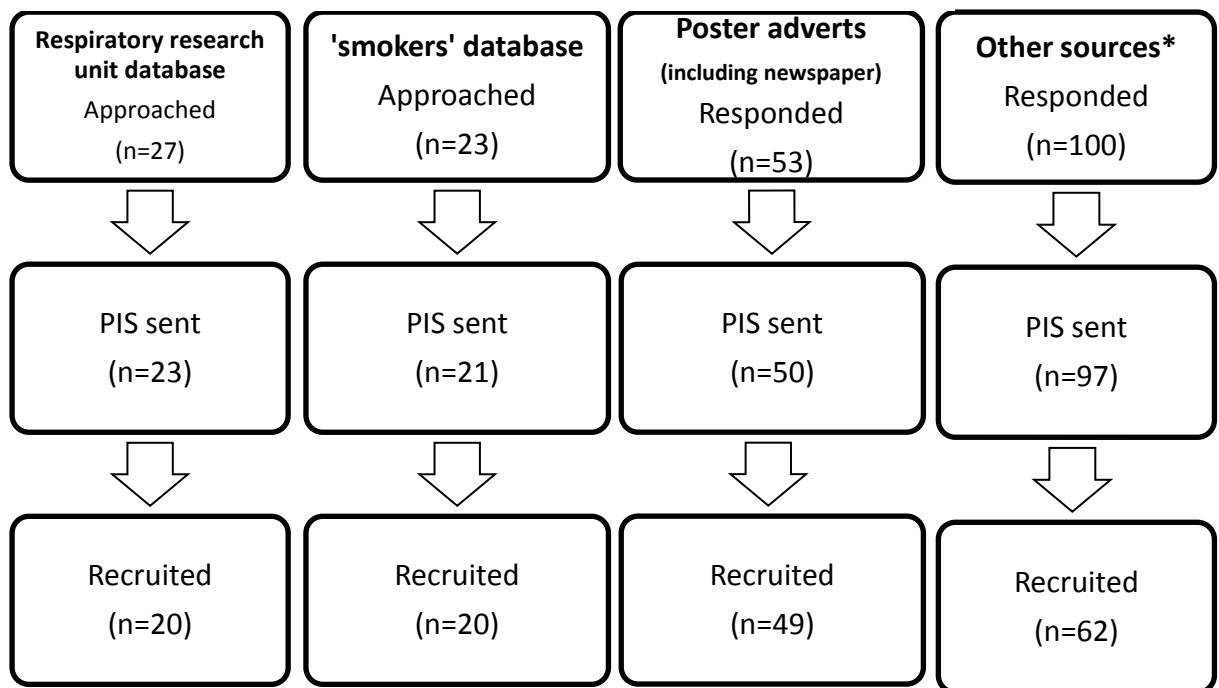 Respiratory research
unit database
Approached
(n=27)
'smokers' database
Approached
(n=23)
Poster adverts
(including newspaper)
Responded
(n=53)
Other sources*
Responded
(n=100)
PIS sent
(n=23)
PIS sent
(n=21)
PIS sent
(n=50)
PIS sent
(n=97)
Recruited
(n=20)
Recruited
(n=20)
Recruited
(n=49)
Recruited
(n=62)